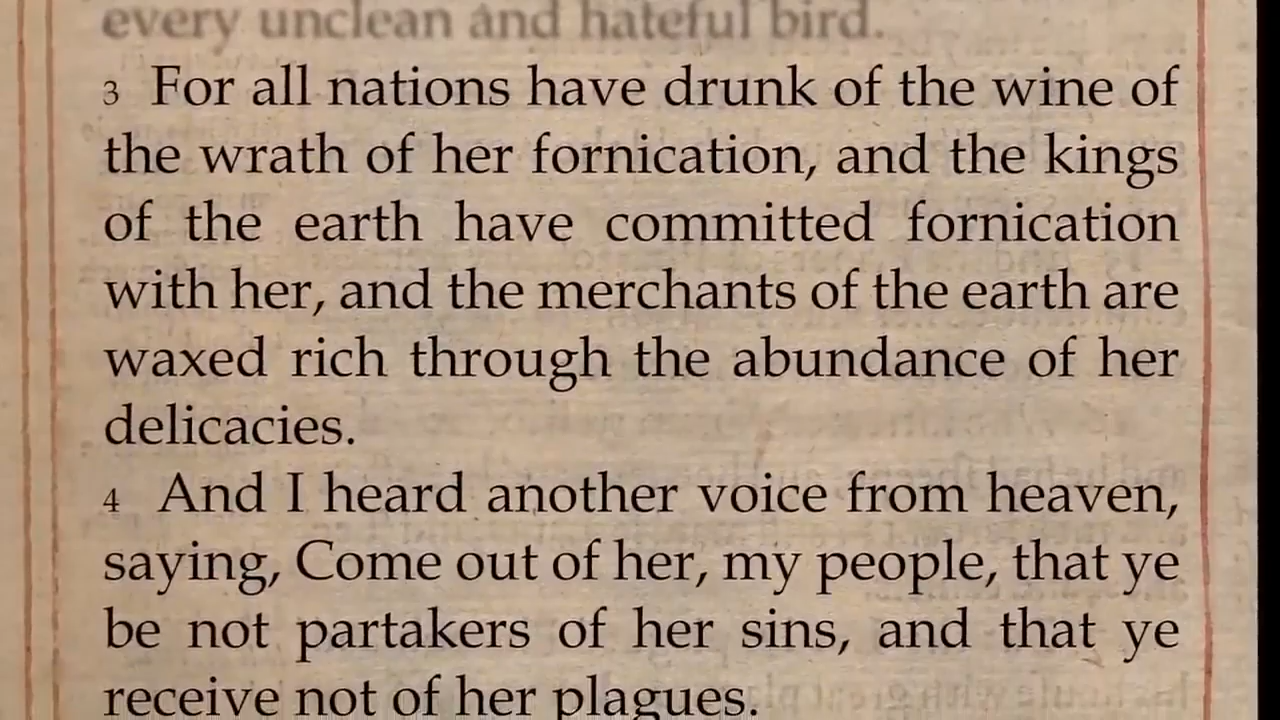 every unclean and hateful bird.
3 For all nations have drunk of the wine of
the wrath of her fornication, and the kings
of the earth have committed fornication
with her, and the merchants of the earth are
waxed rich through the abundance of her
delicacies.
4 And I heard another voice from heaven,
saying, Come out of her, my people, that ye
be not partakers of her sins, and that ye
receive not of her plagues.